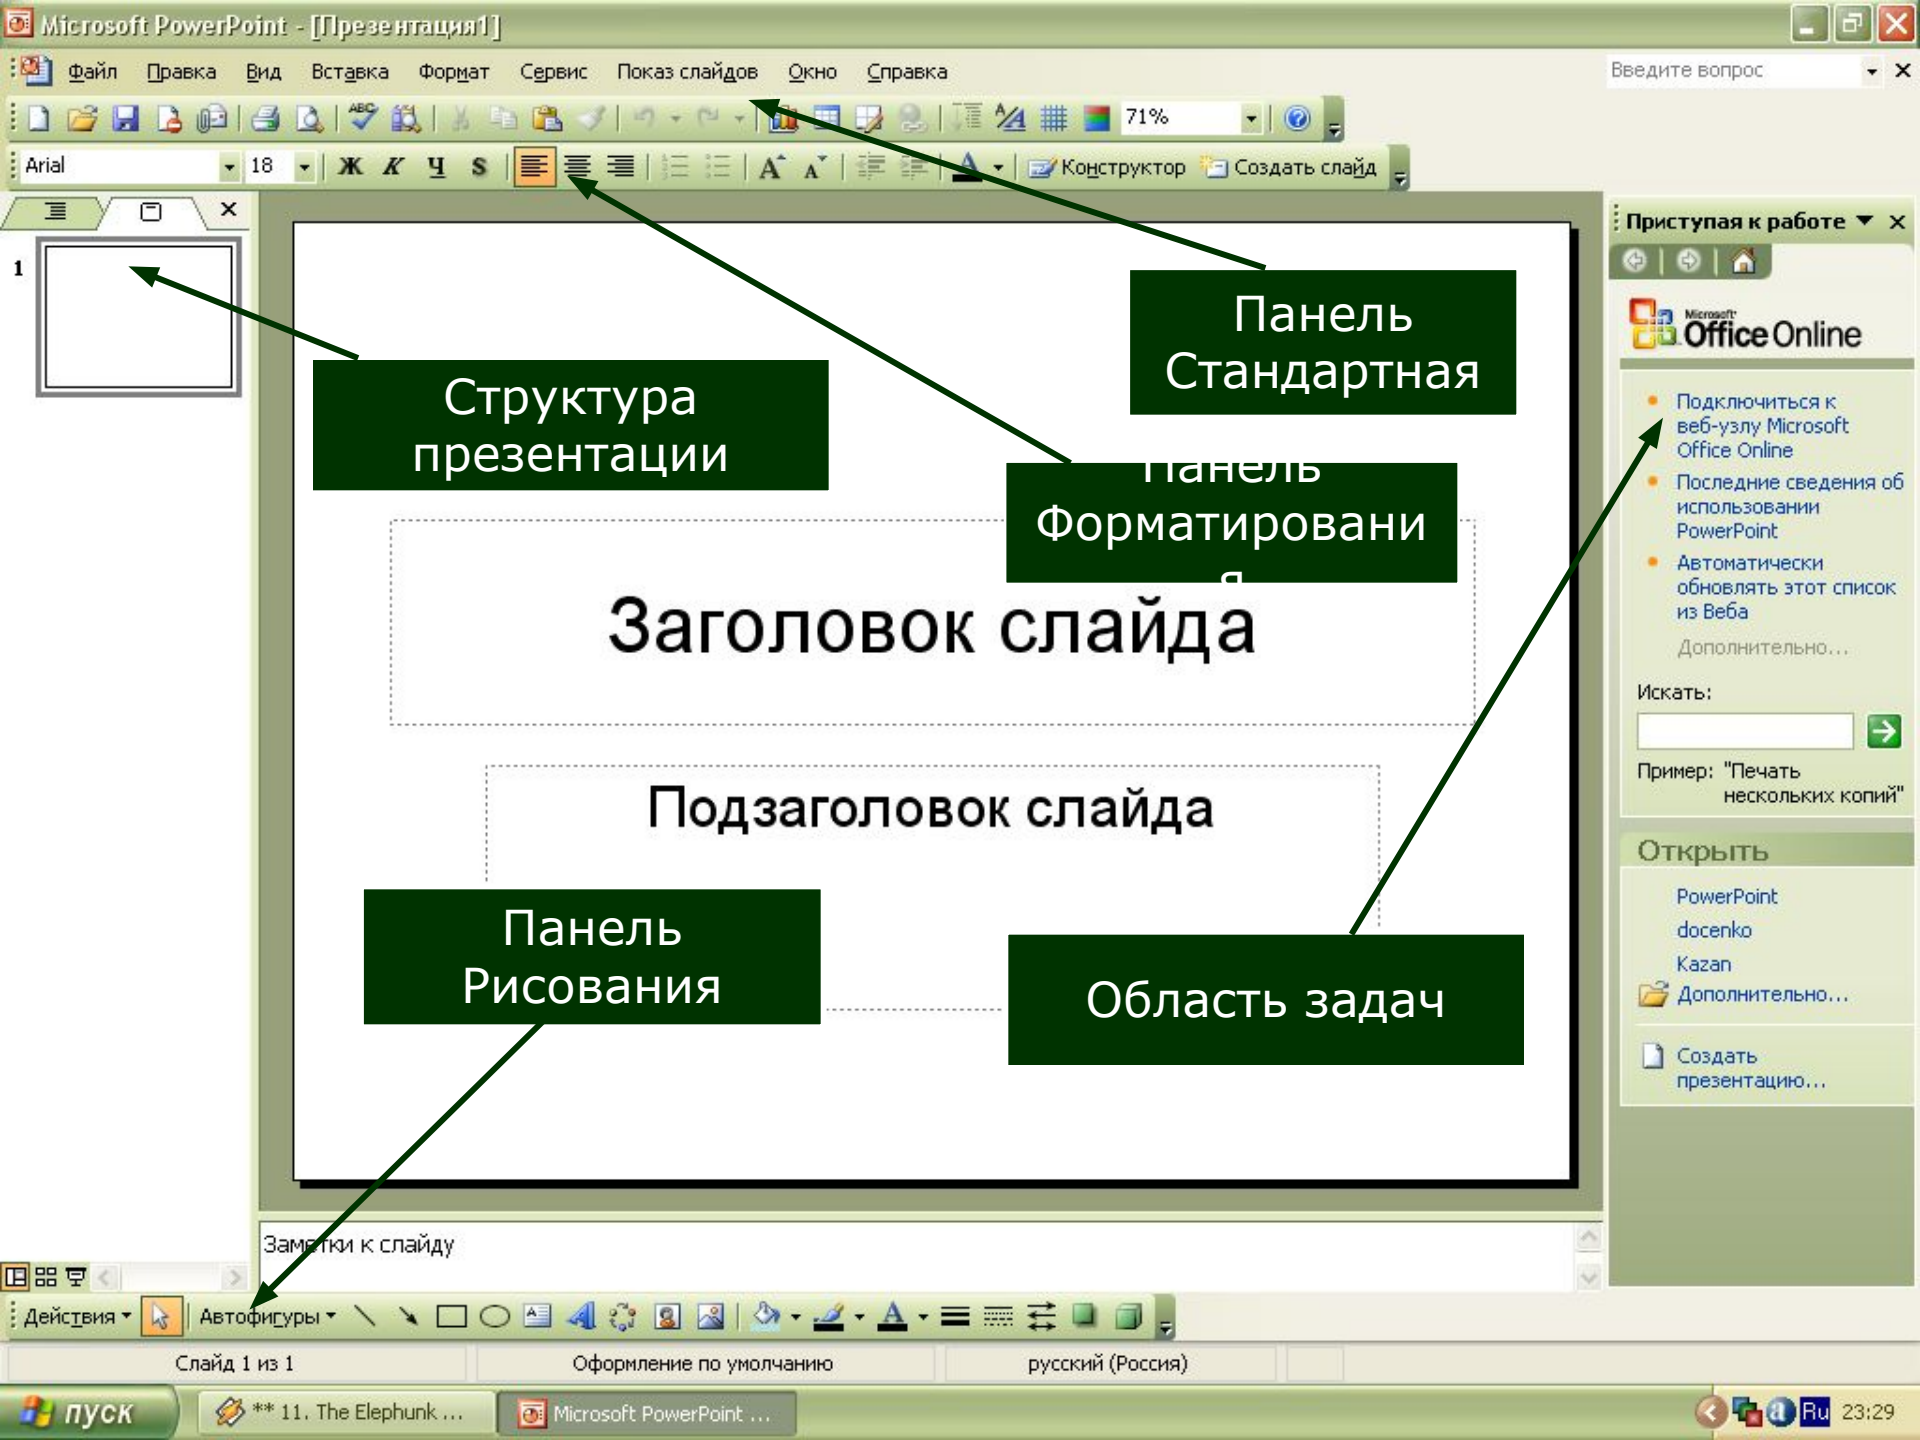 Microsoft PowerPoint - [Презентация1]
Файл Правка Вид Вставка Формат Сервис Показ слайдов Окно Справка
Введите вопрос
71%
Arial 18 Ж К Ч S Конструктор Создать слайд
Приступая к работе
1
Microsoft
Office Online
Панель
Стандартная
Структура
презентации
Панель
Форматировани
я
Подключиться к
веб-узлу Microsoft
Office Online
Последние сведения об
использовании
PowerPoint
Автоматически
обновлять этот список
из Веба
Дополнительно...
Заголовок слайда
Искать:
Пример: "Печать
нескольких копий"
Подзаголовок слайда
Открыть
PowerPoint
docenko
Kazan
Дополнительно...
Панель
Рисования
Область задач
Создать
презентацию...
Заметки к слайду
Действия Автофигуры
Слайд 1 из 1 Оформление по умолчанию русский (Россия)
пуск ** 11. The Elephunk ... Microsoft PowerPoint ... Ru 23:29